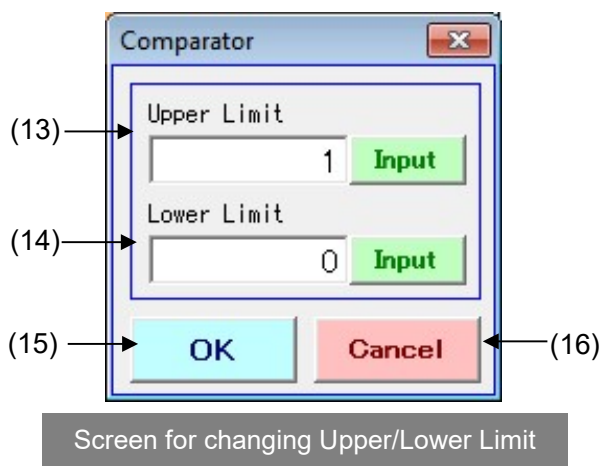 Comparator
Upper Limit
(13)
1 Input
Lower Limit
(14)
0 Input
(15) OK Cancel (16)
Screen for changing Upper/Lower Limit